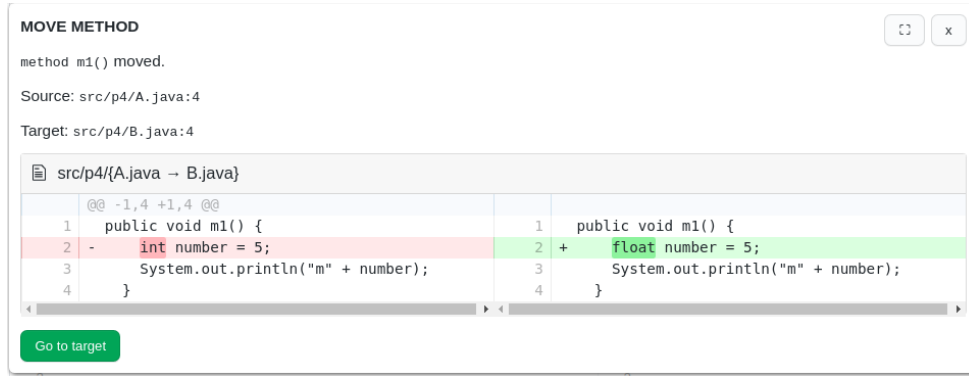 MOVE METHOD
x
method m1() moved.
Source: src/p4/A.java:4
Target: src/p4/B.java:4
src/p4/{A.java → B.java}
@@ -1,4 +1,4 @@
1 public void m1() { 1 public void m1() {
2 - int number = 5; 2 + float number = 5;
3 System.out.println("m" + number); 3 System.out.println("m" + number);
4 } 4 }
Go to target